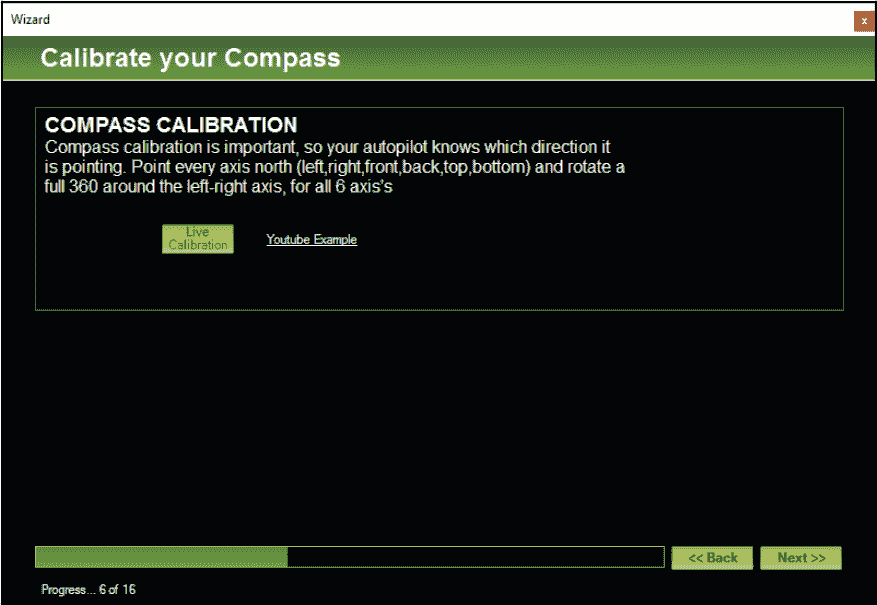 Wizard
x
Calibrate your Compass
COMPASS CALIBRATION
Compass calibration is important, so your autopilot knows which direction it
is pointing. Point every axis north (left,right,front,back,top,bottom) and rotate a
full 360 around the left-right axis, for all 6 axis's
Live
Calibration
Youtube Example
<< Back
Next >>
Progress... 6 of 16